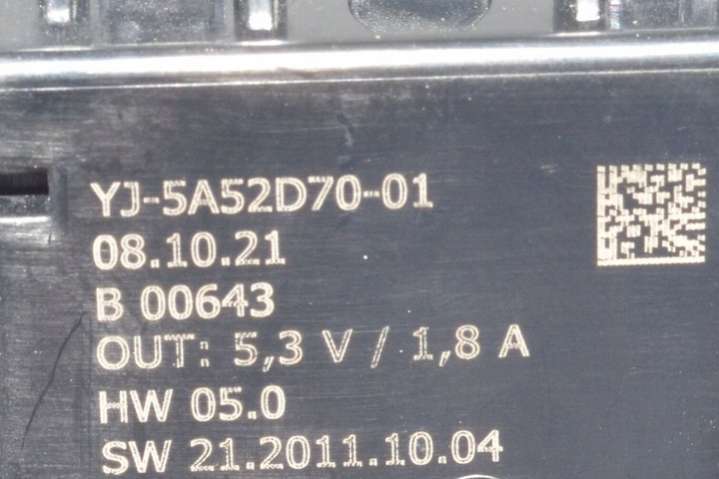 YJ-5A52D70-01
08.10.21
B 00643
OUT: 5,3 V / 1,8 A
HW 05.0
SW 21.2011.10.04